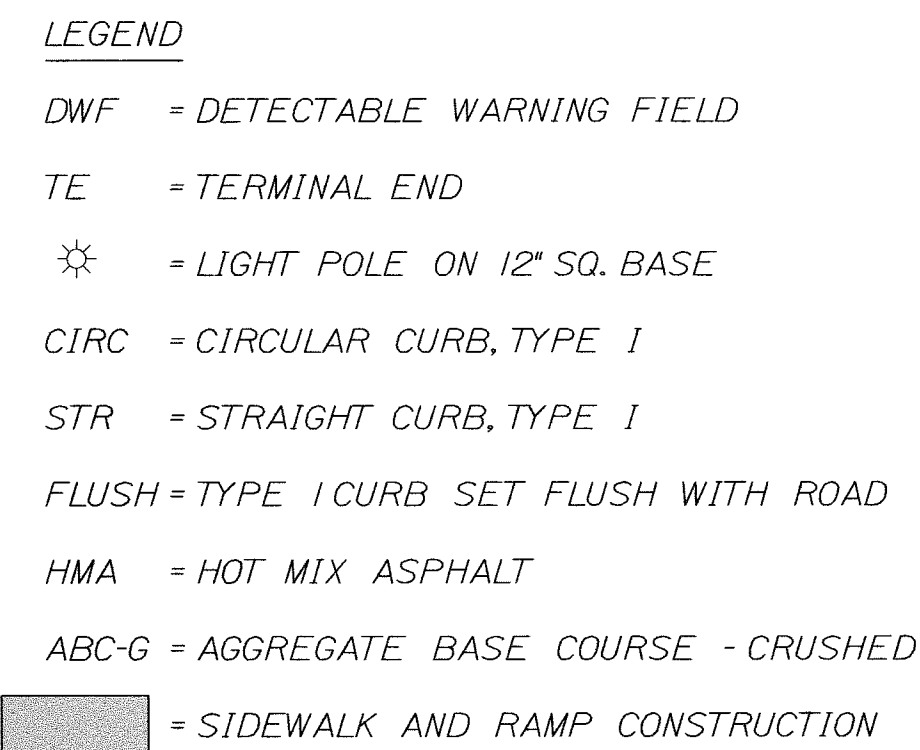 LEGEND
DWF = DETECTABLE WARNING FIELD
TE = TERMINAL END
= LIGHT POLE ON 12" SQ. BASE
CIRC = CIRCULAR CURB, TYPE I
STR = STRAIGHT CURB, TYPE I
FLUSH = TYPE 1 CURB SET FLUSH WITH ROAD
HMA = HOT MIX ASPHALT
ABC-G = AGGREGATE BASE COURSE - CRUSHED
= SIDEWALK AND RAMP CONSTRUCTION